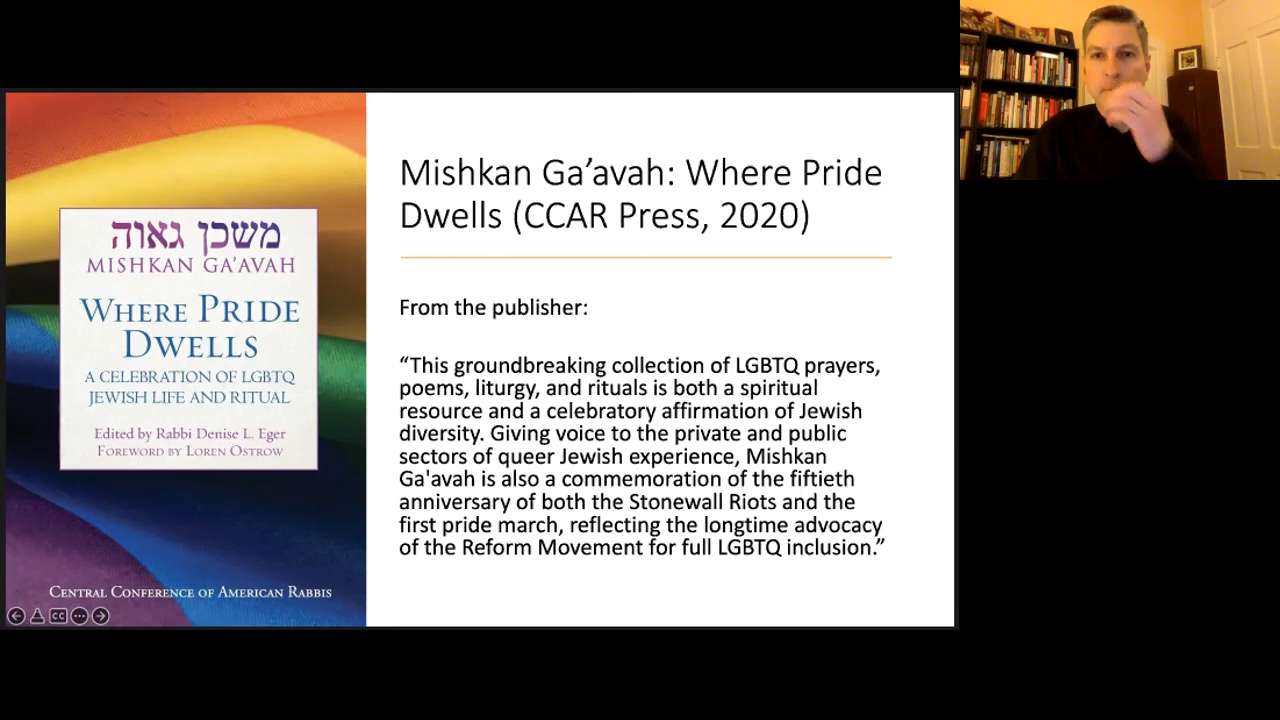 משכן גאוה
MISHKAN GA'AVAH
WHERE PRIDE
DWELLS
A CELEBRATION OF LGBTQ
JEWISH LIFE AND RITUAL
Edited by Rabbi Denise L. Eger
FOREWORD BY LOREN OSTROW
CENTRAL CONFERENCE OF AMERICAN RABBIS
CC
Mishkan Ga’avah: Where Pride
Dwells (CCAR Press, 2020)
From the publisher:
“This groundbreaking collection of LGBTQ prayers,
poems, liturgy, and rituals is both a spiritual
resource and a celebratory affirmation of Jewish
diversity. Giving voice to the private and public
sectors of queer Jewish experience, Mishkan
Ga'avah is also a commemoration of the fiftieth
anniversary of both the Stonewall Riots and the
first pride march, reflecting the longtime advocacy
of the Reform Movement for full LGBTQ inclusion.”